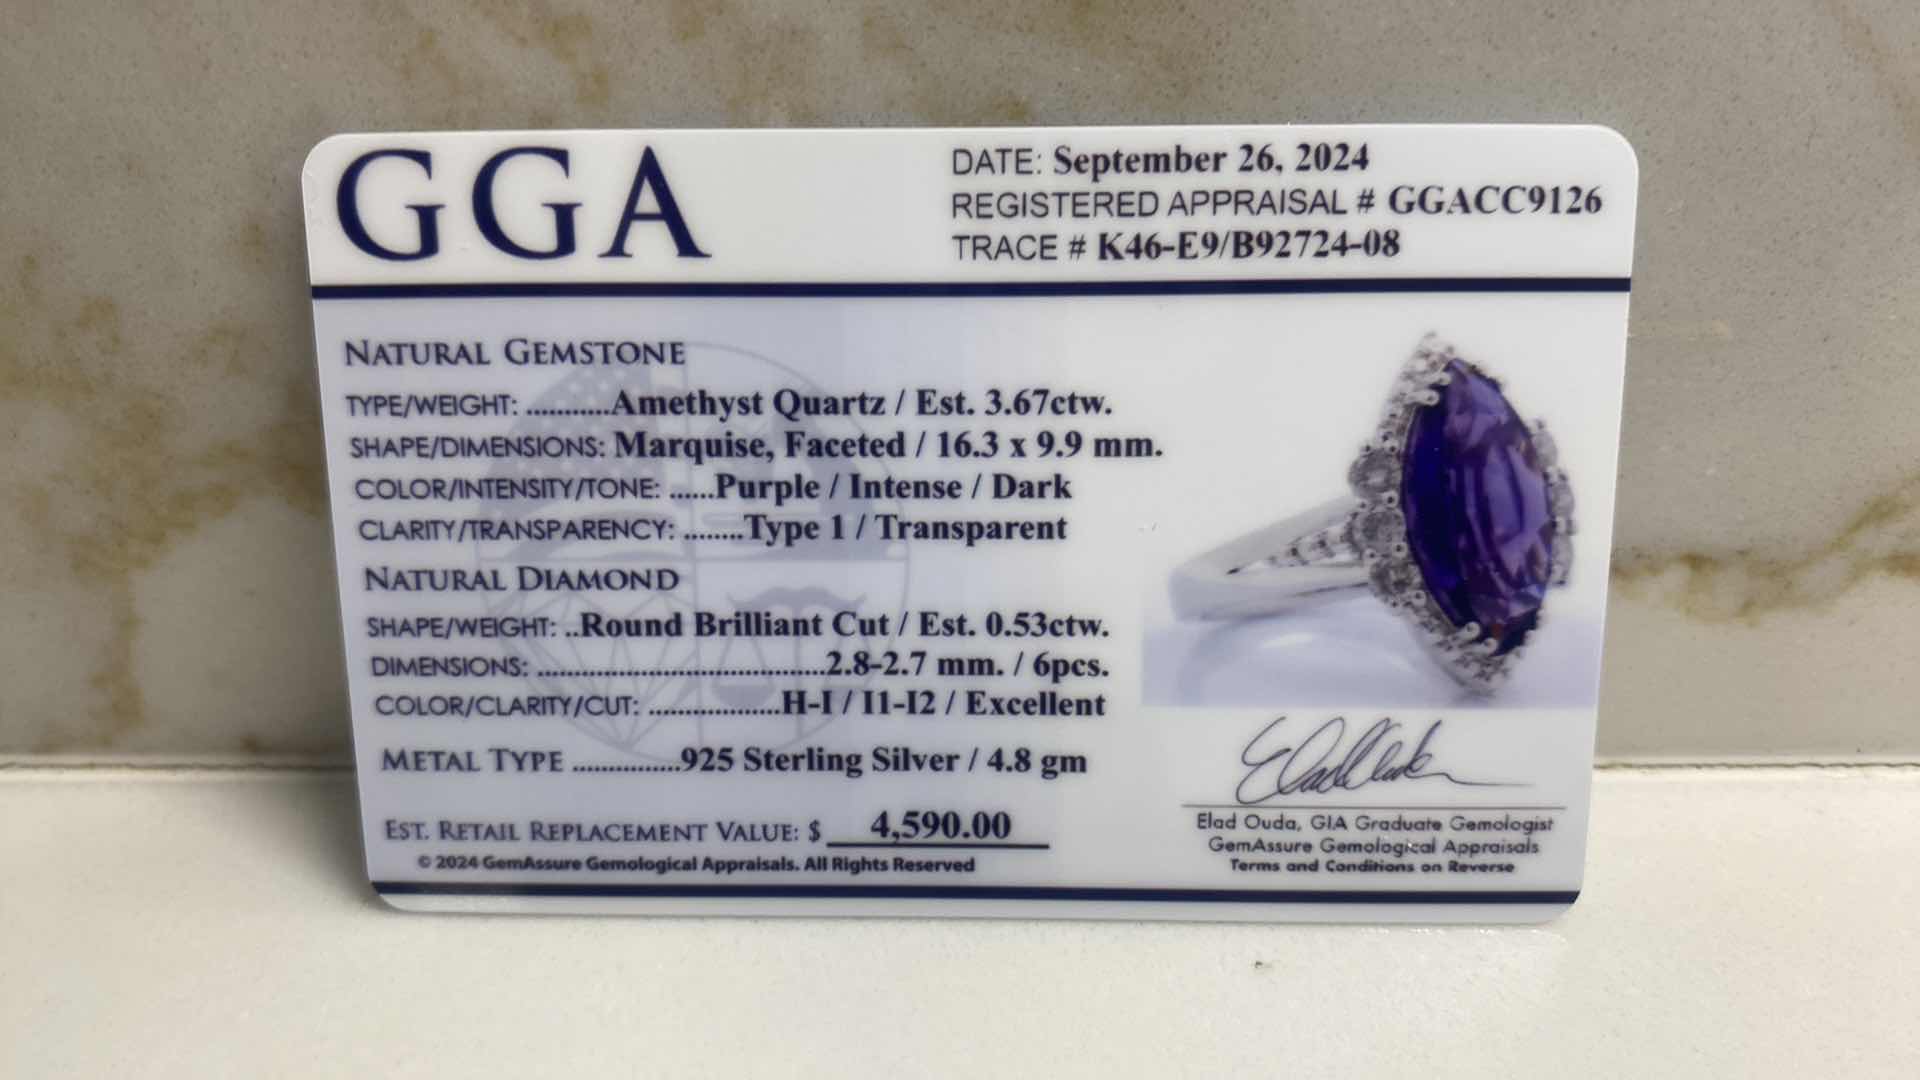 GGA
DATE: September 26, 2024
REGISTERED APPRAISAL # GGACC9126
TRACE # K46-E9/B92724-08
NATURAL GEMSTONE
TYPE/WEIGHT: ............Amethyst Quartz / Est. 3.67ctw.
SHAPE/DIMENSIONS: Marquise, Faceted / 16.3 x 9.9 mm.
COLOR/INTENSITY/TONE: ......Purple / Intense / Dark
CLARITY/TRANSPARENCY: ........Type 1 / Transparent
NATURAL DIAMOND
SHAPE/WEIGHT: ..Round Brilliant Cut / Est. 0.53ctw.
DIMENSIONS: ......................................2.8-2.7 mm. / 6pcs.
COLOR/CLARITY/CUT: ..................H-I / I1-I2 / Excellent
METAL TYPE ...............925 Sterling Silver / 4.8 gm
EST. RETAIL REPLACEMENT VALUE: $ 4,590.00
© 2024 GemAssure Gemological Appraisals. All Rights Reserved
Elad Ouda, GIA Graduate Gemologist
GemAssure Gemological Appraisals
Terms and Conditions on Reverse